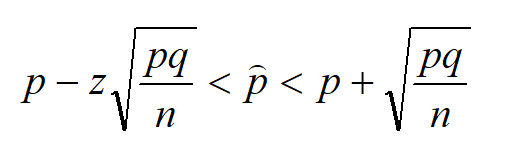 p − z√(pq/n) < p̂ < p + √(pq/n)